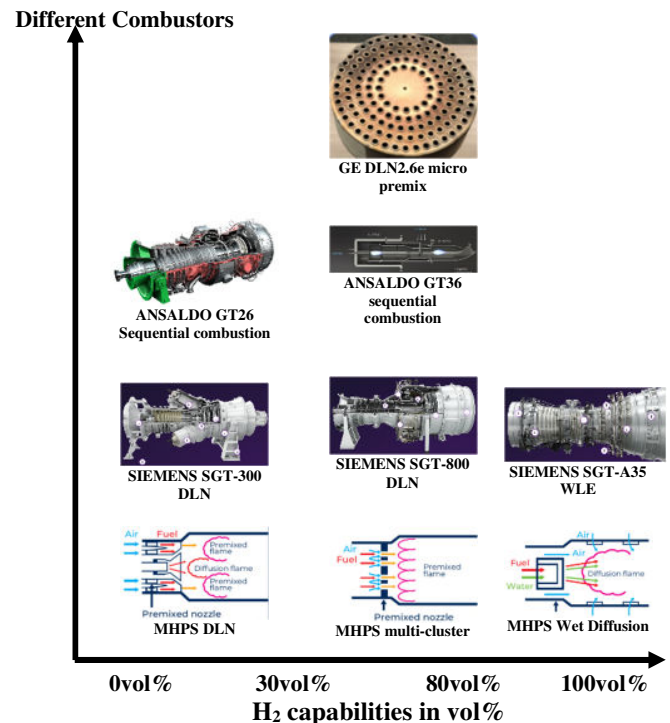 Different Combustors
GE DLN2.6e micro
premix
ANSALDO GT26
Sequential combustion
ANSALDO GT36
sequential
combustion
SIEMENS SGT-300
DLN
SIEMENS SGT-800
DLN
SIEMENS SGT-A35
WLE
Air
Fuel
Premixed
flame
Diffusion flame
Premixed
flame
Premixed nozzle
MHPS DLN
Air
Fuel
Premixed
flame
Premixed nozzle
MHPS multi-cluster
Air
Air
Fuel
Water
Diffusion flame
MHPS Wet Diffusion
0vol% 30vol% 80vol% 100vol%
H₂ capabilities in vol%